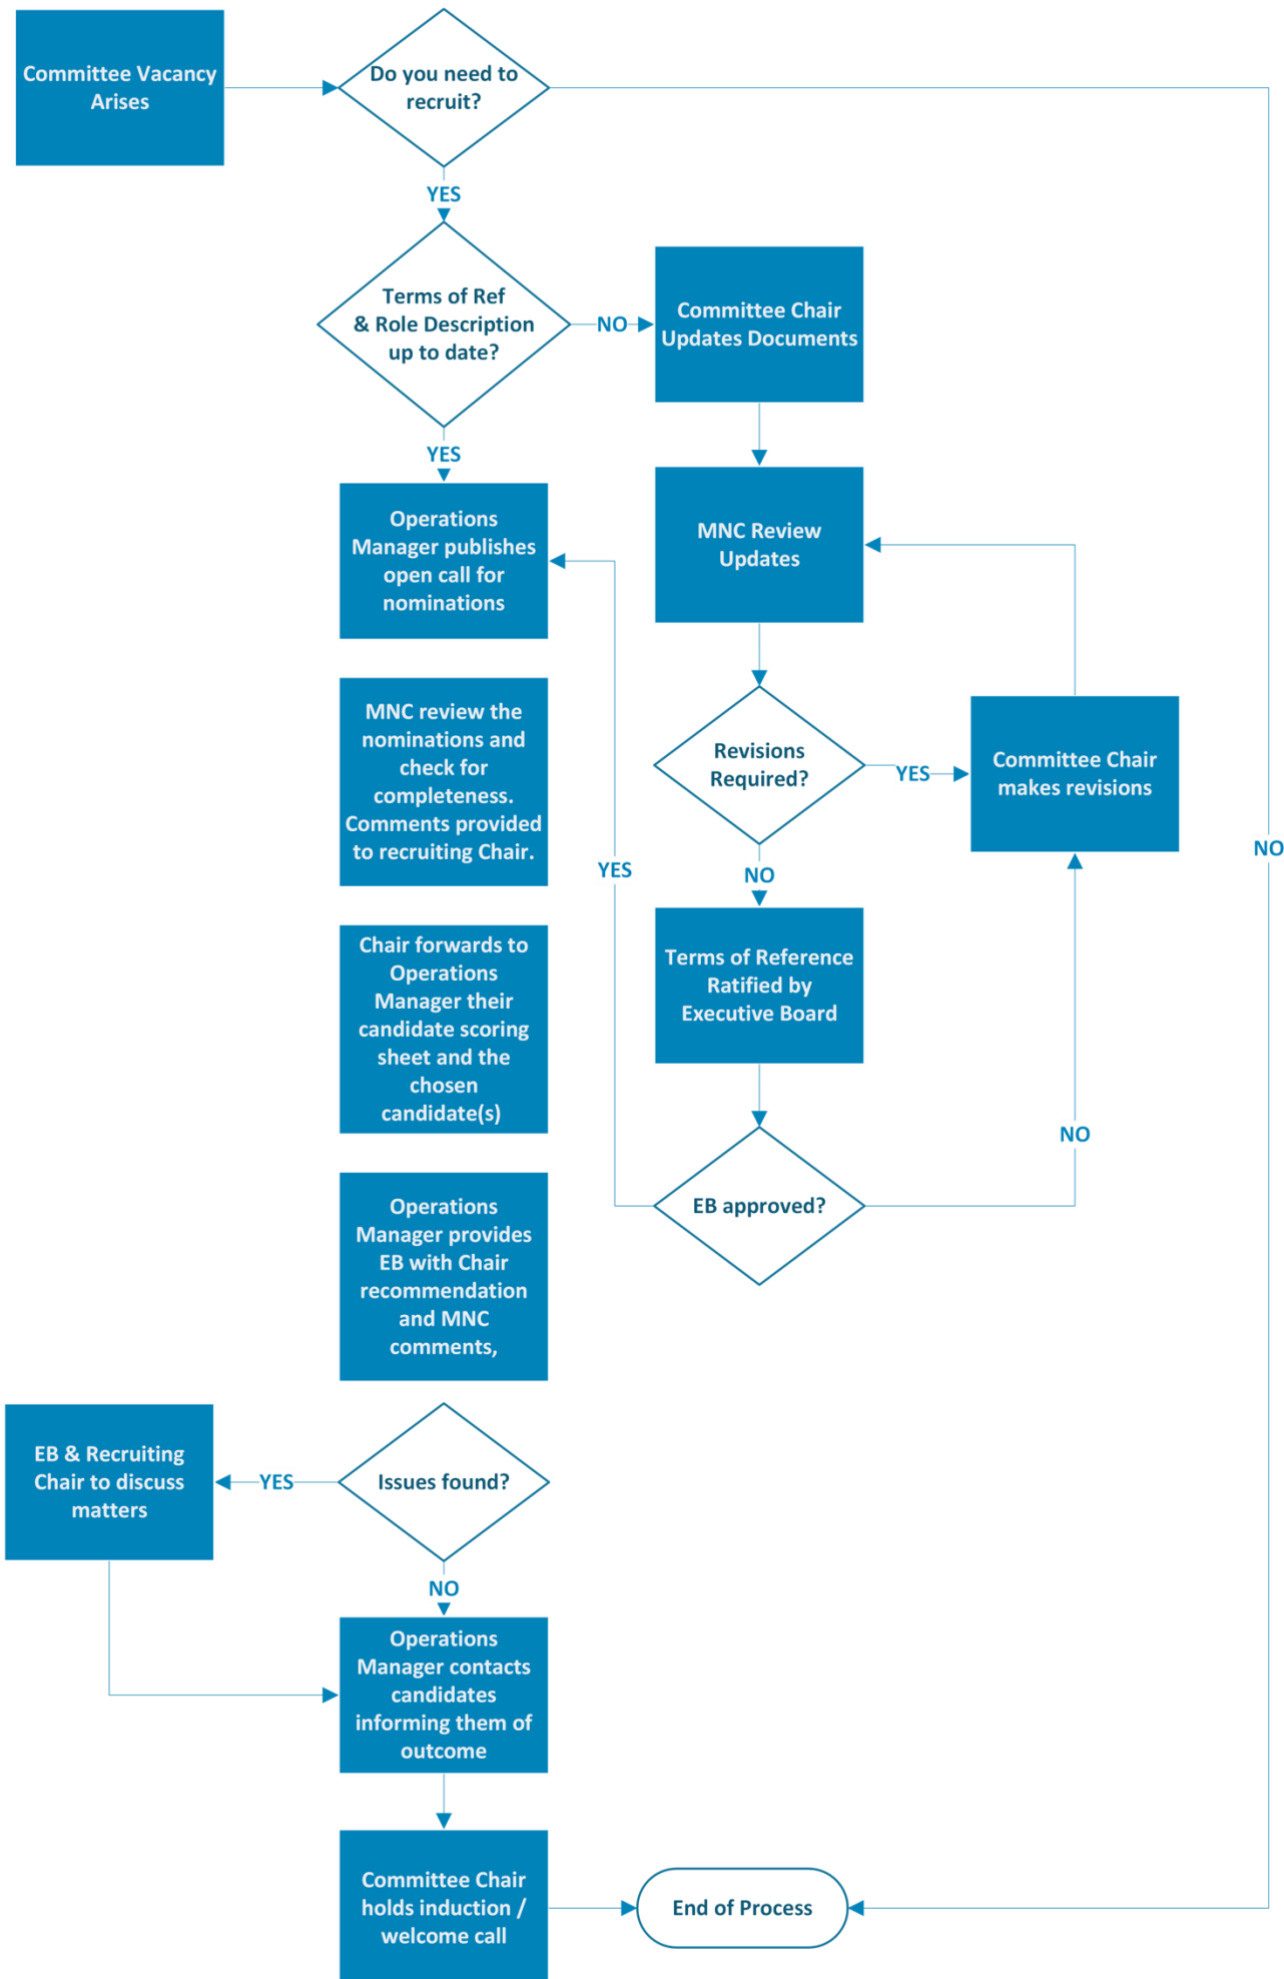 Committee Vacancy
Arises
Do you need to
recruit?
YES
Terms of Ref
& Role Description
up to date?
NO
Committee Chair
Updates Documents
YES
Operations
Manager publishes
open call for
nominations
MNC Review
Updates
MNC review the
nominations and
check for
completeness.
Comments provided
to recruiting Chair.
Revisions
Required?
YES
Committee Chair
makes revisions
NO
YES
NO
Chair forwards to
Operations
Manager their
candidate scoring
sheet and the
chosen
candidate(s)
Terms of Reference
Ratified by
Executive Board
NO
Operations
Manager provides
EB with Chair
recommendation
and MNC
comments,
EB approved?
EB & Recruiting
Chair to discuss
matters
YES
Issues found?
NO
Operations
Manager contacts
candidates
informing them of
outcome
Committee Chair
holds induction /
welcome call
End of Process